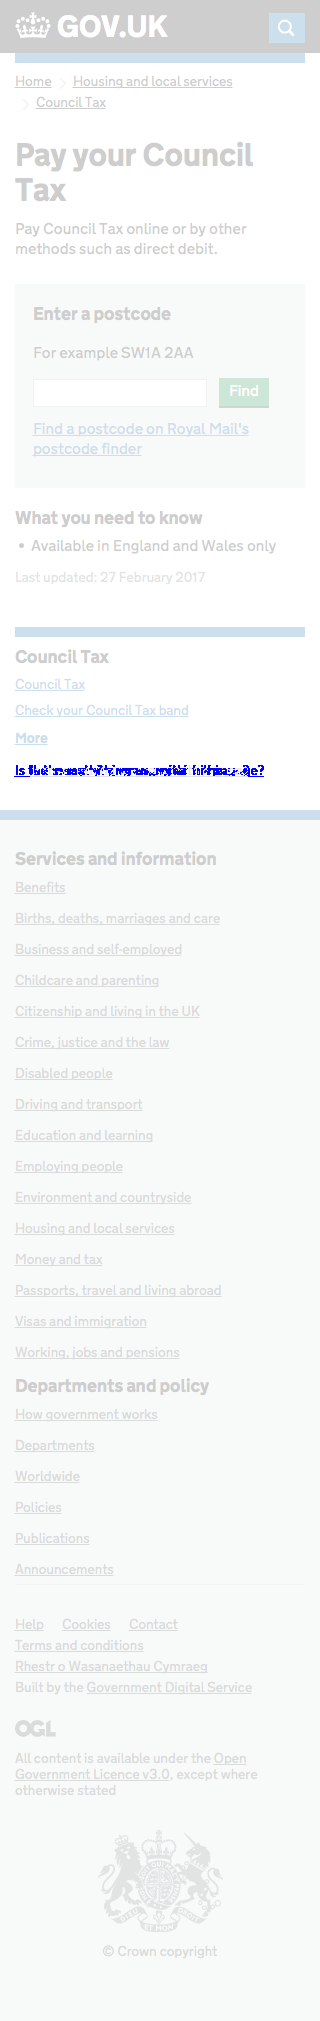 GOV.UK
Home > Housing and local services
> Council Tax
Pay your Council
Tax
Pay Council Tax online or by other
methods such as direct debit.
Enter a postcode
For example SW1A 2AA
Find
Find a postcode on Royal Mail's
postcode finder
What you need to know
• Available in England and Wales only
Last updated: 27 February 2017
Council Tax
Council Tax
Check your Council Tax band
More
Is
Services and information
Benefits
Births, deaths, marriages and care
Business and self-employed
Childcare and parenting
Citizenship and living in the UK
Crime, justice and the law
Disabled people
Driving and transport
Education and learning
Employing people
Environment and countryside
Housing and local services
Money and tax
Passports, travel and living abroad
Visas and immigration
Working, jobs and pensions
Departments and policy
How government works
Departments
Worldwide
Policies
Publications
Announcements
Help Cookies Contact
Terms and conditions
Rhestr o Wasanaethau Cymraeg
Built by the Government Digital Service
OGL
All content is available under the Open
Government Licence v3.0, except where
otherwise stated
© Crown copyright